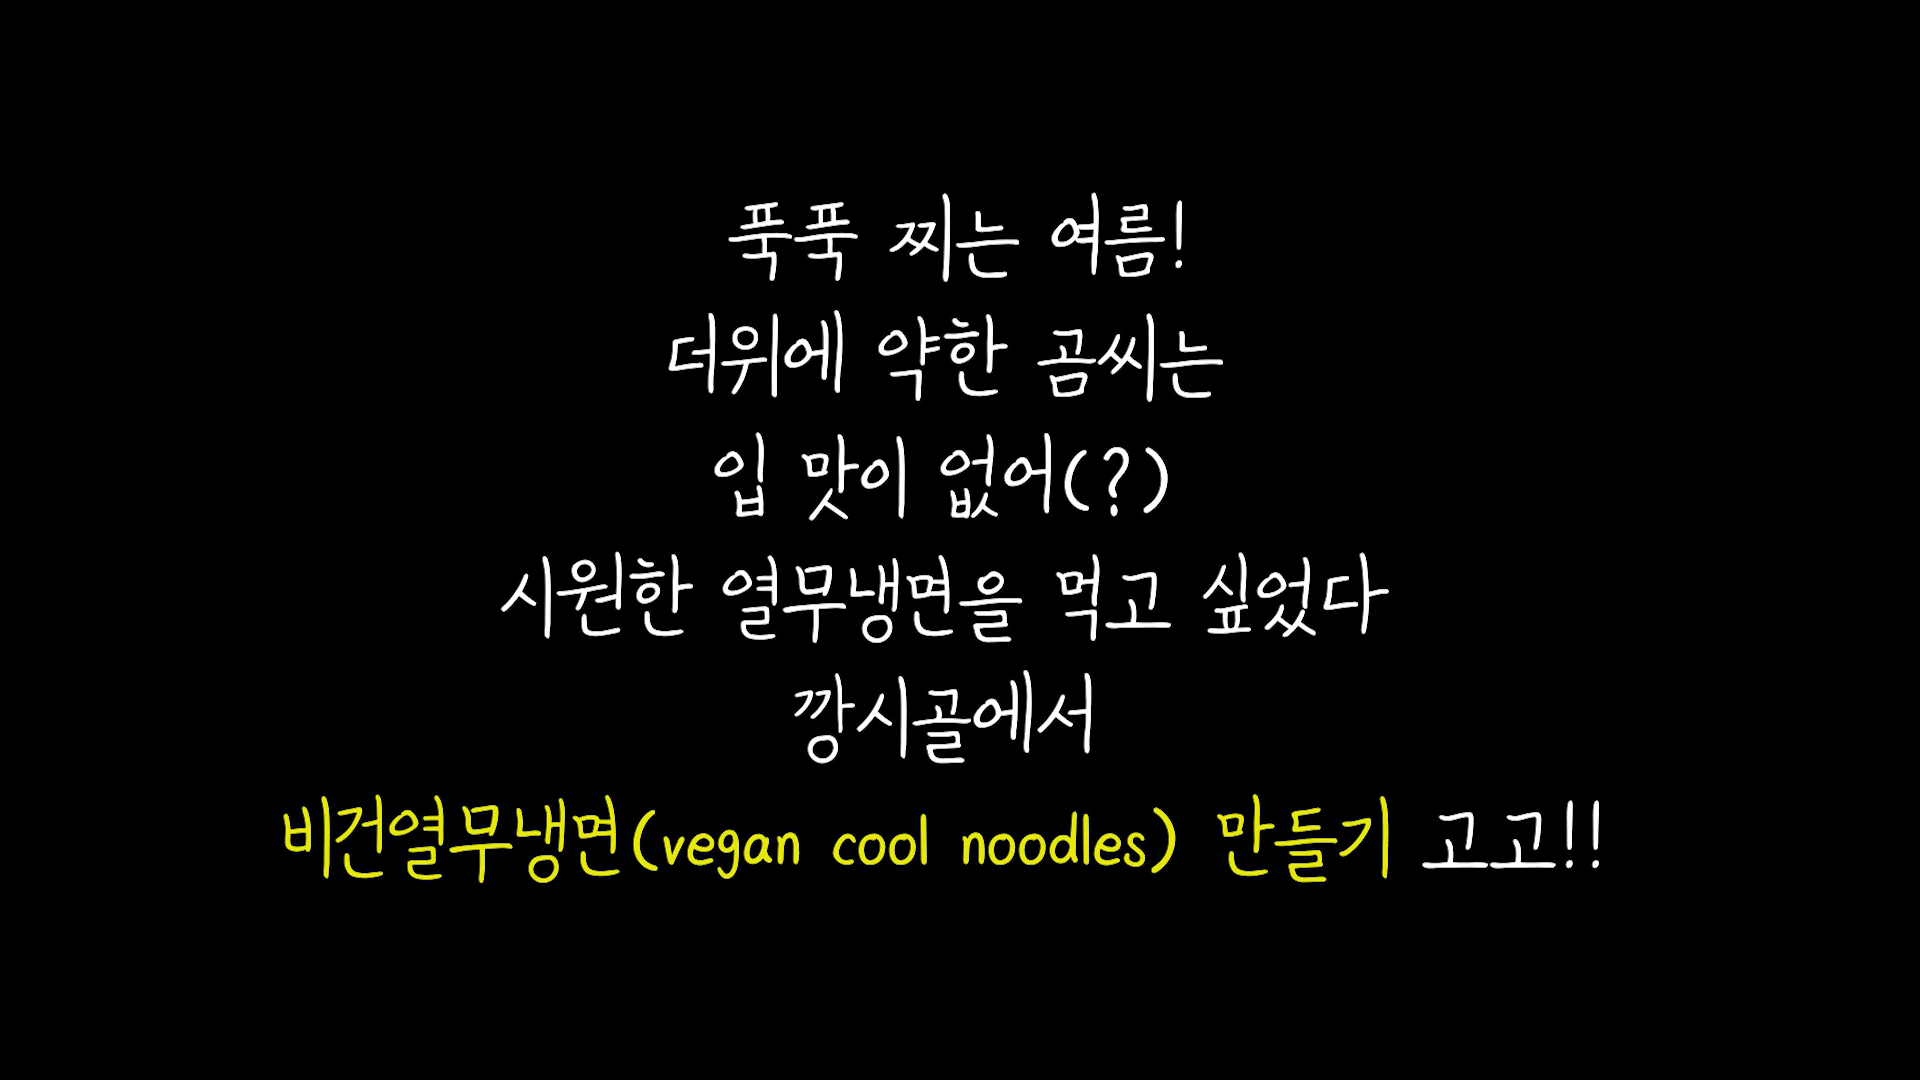 푹푹 찌는 여름!
더위에 약한 곰씨는
입 맛이 없어(?)
시원한 열무냉면을 먹고 싶었다
깡시골에서
비건열무냉면(vegan cool noodles) 만들기 고고!!